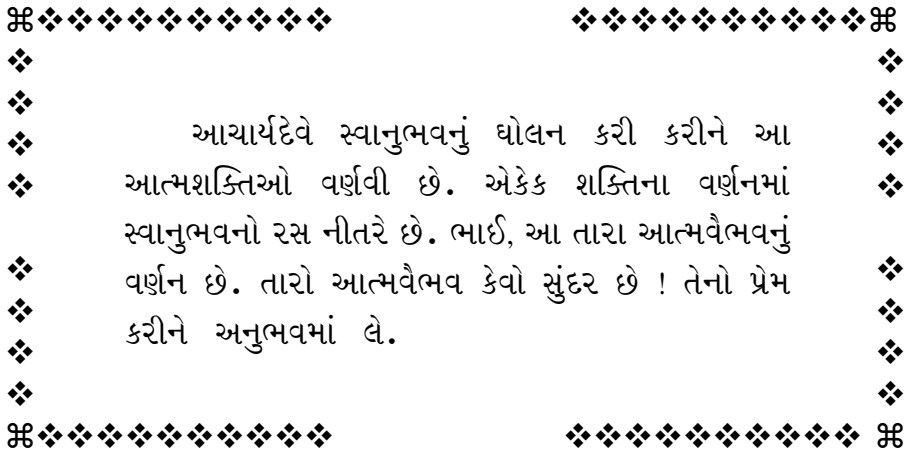 આચાર્યદેવે સ્વાનુભવનું ઘોલન કરી કરીને આ
આત્મશક્તિઓ વર્ણવી છે. એકેક શક્તિના વર્ણનમાં
સ્વાનુભવનો રસ નીતરે છે. ભાઈ, આ તારા આત્મવૈભવનું
વર્ણન છે. તારો આત્મવૈભવ કેવો સુંદર છે ! તેનો પ્રેમ
કરીને અનુભવમાં લે.